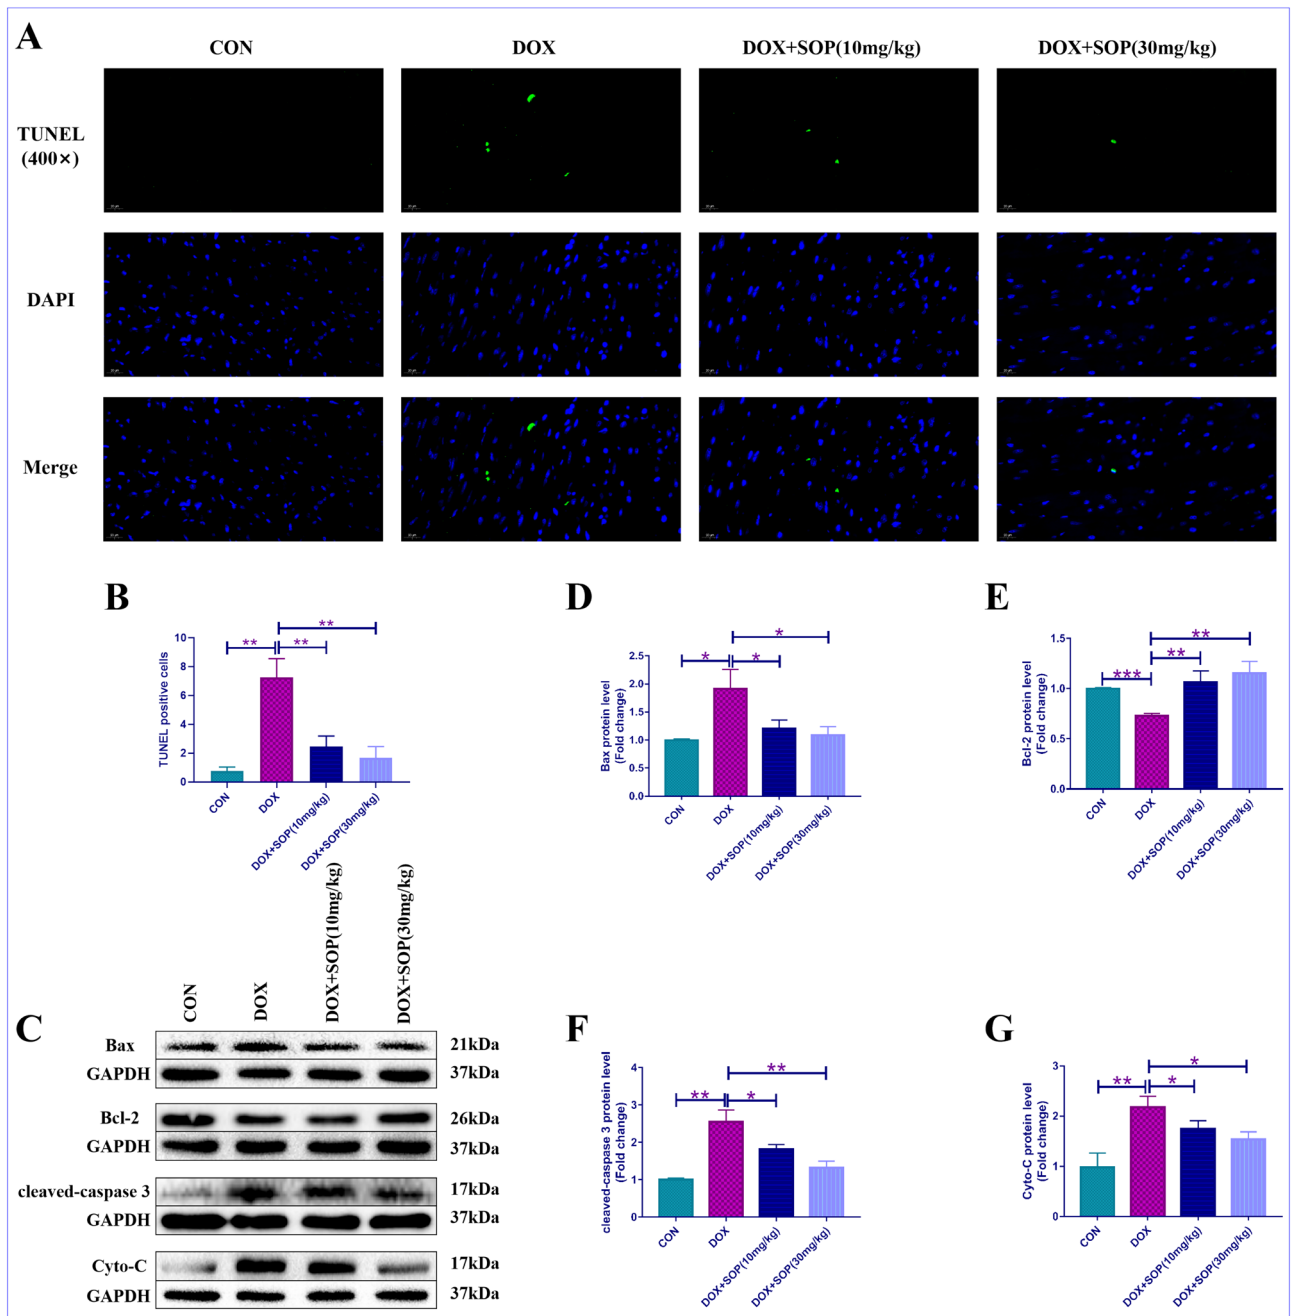 A
CON
DOX
DOX+SOP(10mg/kg)
DOX+SOP(30mg/kg)
TUNEL
(400×)
DAPI
Merge
B
**
**
**
TUNEL positive cells
10
8
6
4
2
0
CON
DOX
DOX+SOP(10mg/kg)
DOX+SOP(30mg/kg)
D
*
*
*
Bax protein level
(Fold change)
2.5
2.0
1.5
1.0
0.5
0.0
CON
DOX
DOX+SOP(10mg/kg)
DOX+SOP(30mg/kg)
E
**
**
***
Bcl-2 protein level
(Fold change)
1.5
1.0
0.5
0.0
CON
DOX
DOX+SOP(10mg/kg)
DOX+SOP(30mg/kg)
C
CON
DOX
DOX+SOP(10mg/kg)
DOX+SOP(30mg/kg)
Bax
21kDa
GAPDH
37kDa
Bcl-2
26kDa
GAPDH
37kDa
cleaved-caspase 3
17kDa
GAPDH
37kDa
Cyto-C
17kDa
GAPDH
37kDa
F
**
**
*
cleaved-caspase 3 protein level
(Fold change)
4
3
2
1
0
CON
DOX
DOX+SOP(10mg/kg)
DOX+SOP(30mg/kg)
G
*
**
*
Cyto-C protein level
(Fold change)
3
2
1
0
CON
DOX
DOX+SOP(10mg/kg)
DOX+SOP(30mg/kg)